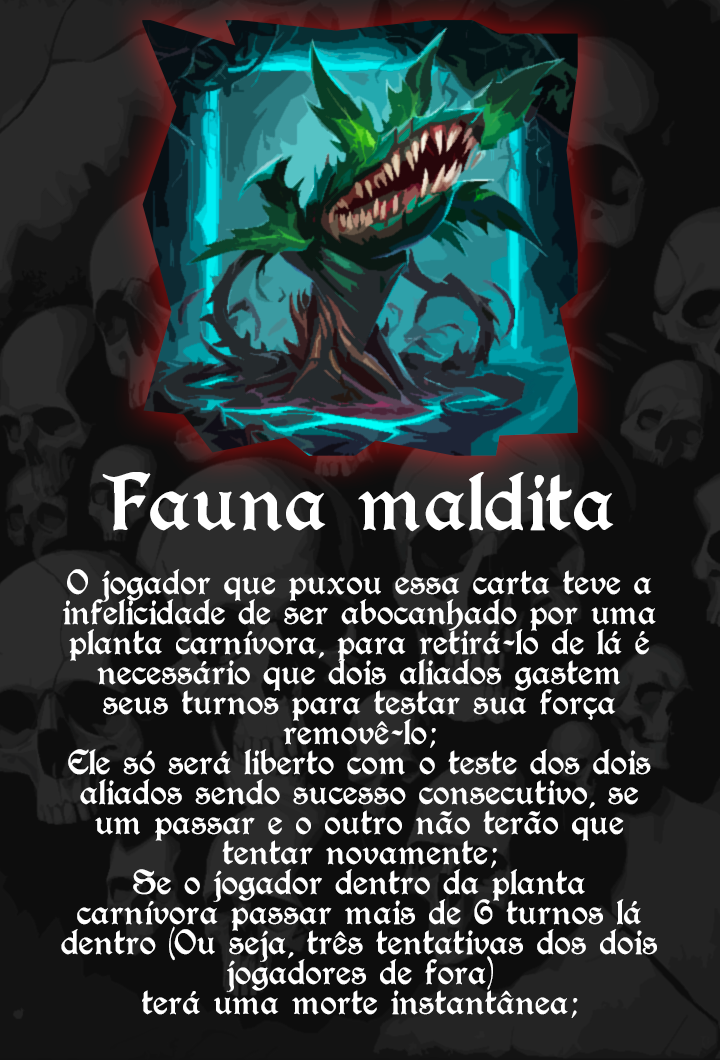 Fauna maldita
O jogador que puxou essa carta teve a
infelicidade de ser abocanhado por uma
planta carnívora, para retirá-lo de lá é
necessário que dois aliados gastem
seus turnos para testar sua força
removê-lo;
Ele só será liberto com o teste dos dois
aliados sendo sucesso consecutivo, se
um passar e o outro não terão que
tentar novamente;
Se o jogador dentro da planta
carnívora passar mais de 6 turnos lá
dentro (Ou seja, três tentativas dos dois
jogadores de fora)
terá uma morte instantânea;